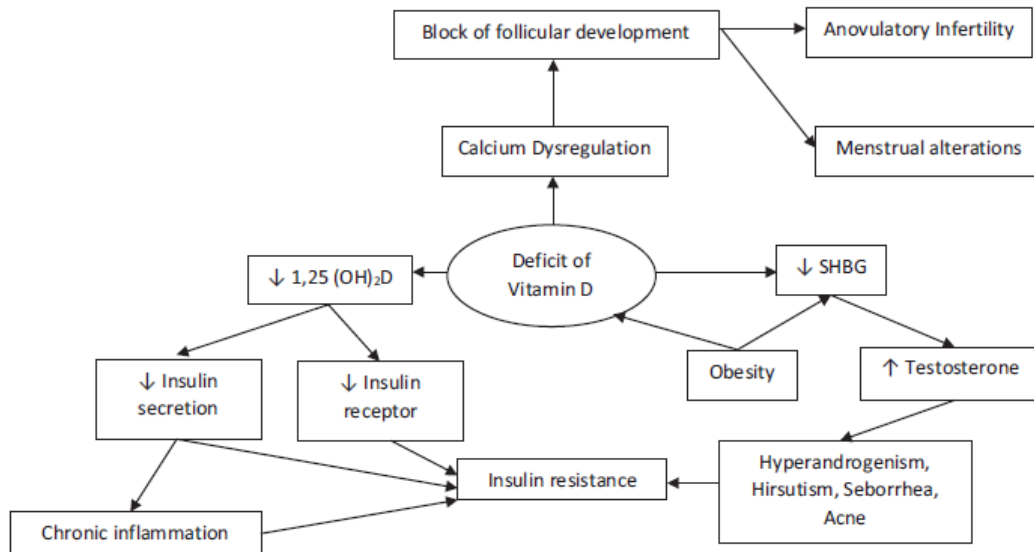 Block of follicular development
Anovulatory Infertility
Calcium Dysregulation
Menstrual alterations
Deficit of
Vitamin D
↓ 1,25 (OH)₂D
↓ SHBG
↓ Insulin
secretion
↓ Insulin
receptor
Obesity
↑ Testosterone
Insulin resistance
Hyperandrogenism,
Hirsutism, Seborrhea,
Acne
Chronic inflammation